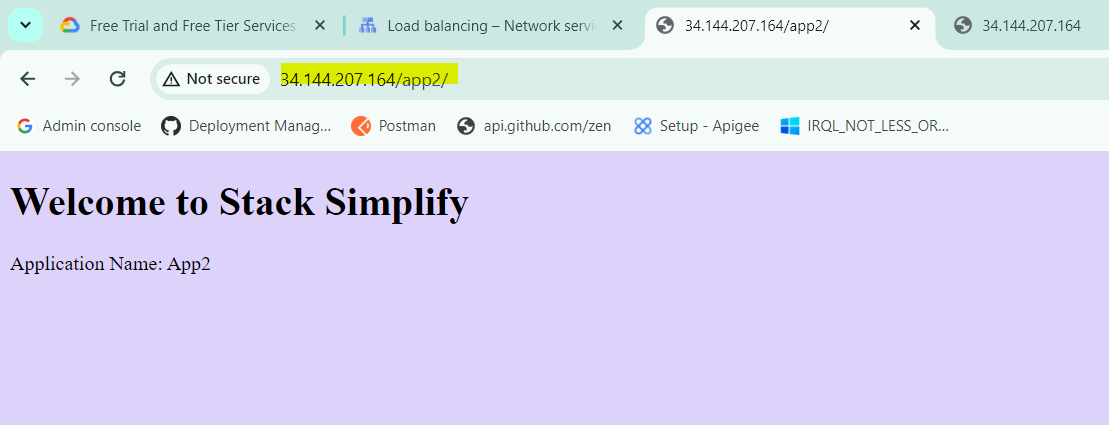 Free Trial and Free Tier Services
Load balancing – Network servi
34.144.207.164/app2/
34.144.207.164
Not secure
34.144.207.164/app2/
Admin console
Deployment Manag...
Postman
api.github.com/zen
Setup - Apigee
IRQL_NOT_LESS_OR...
Welcome to Stack Simplify
Application Name: App2